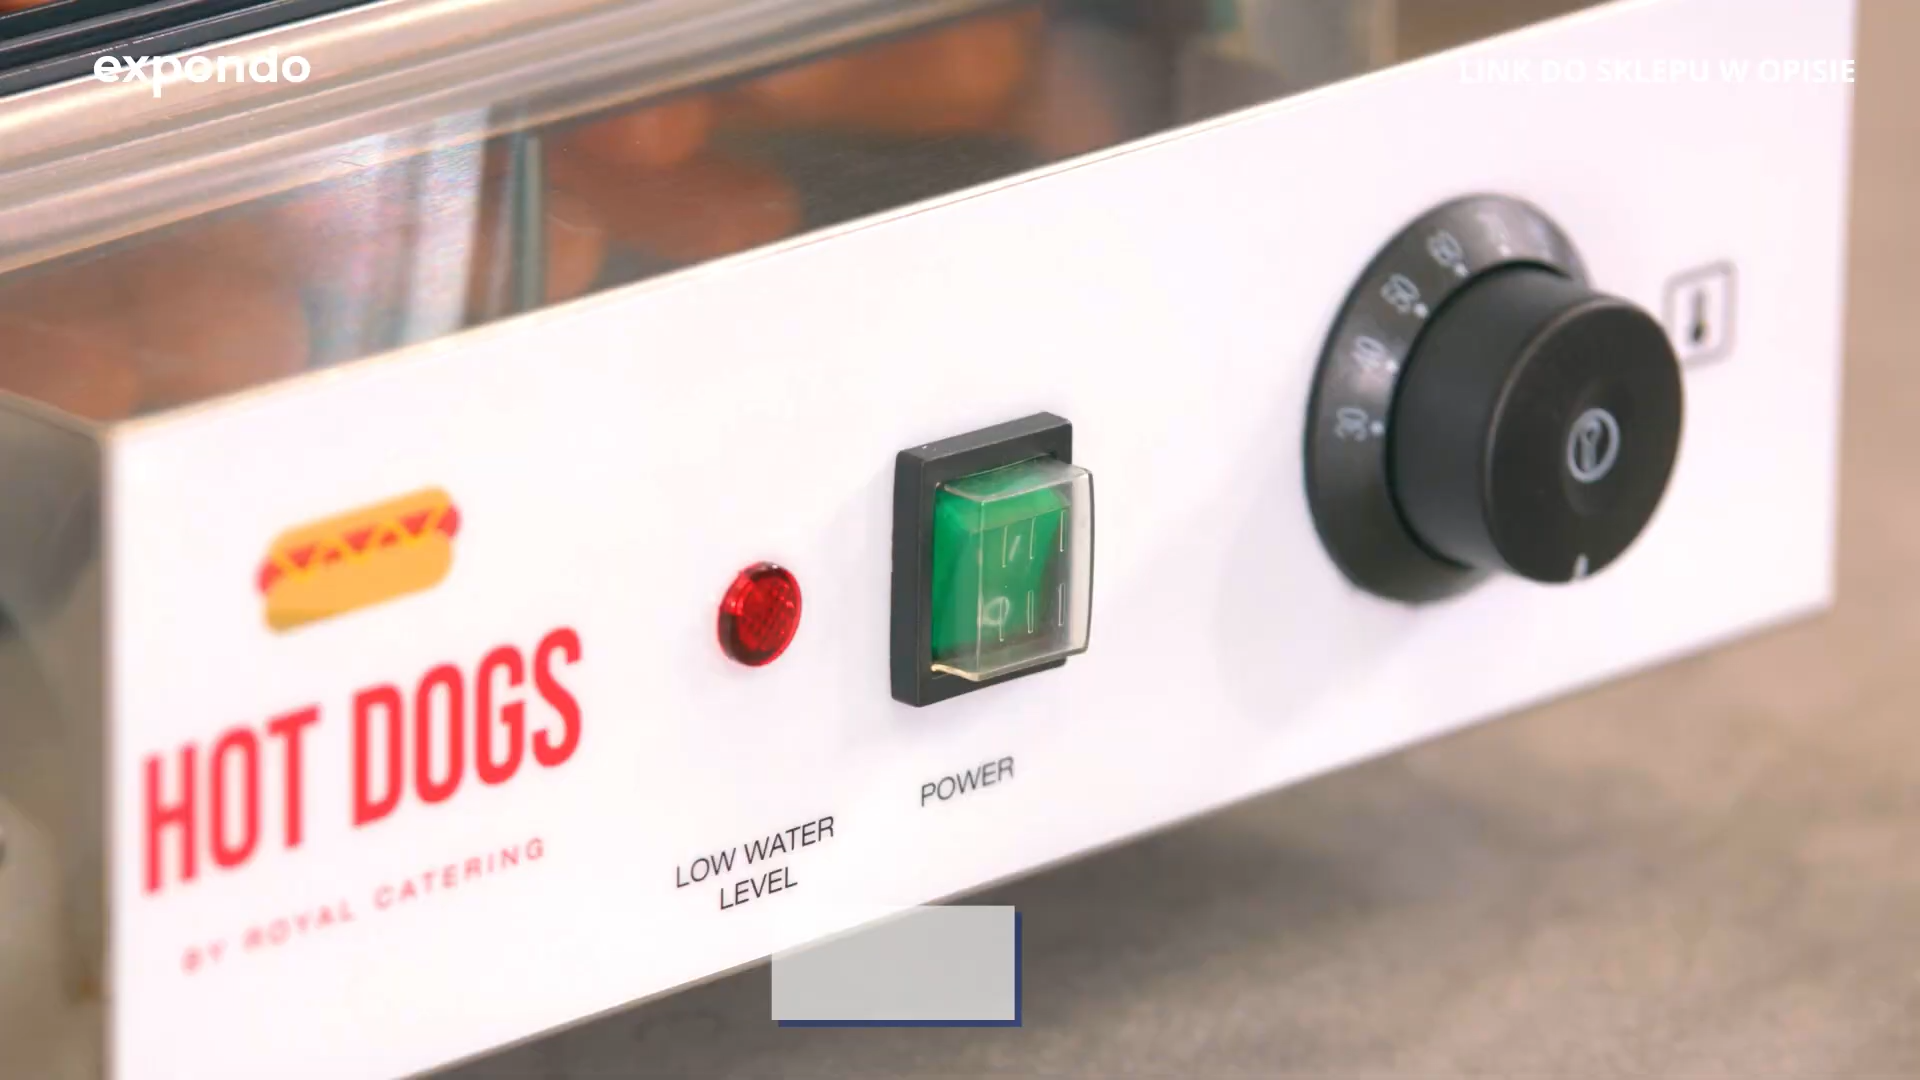 expondo
LINK DO SKLEPU W OPISIE
60
50
40
30
HOT DOGS
BY ROYAL CATERING
LOW WATER
LEVEL
POWER